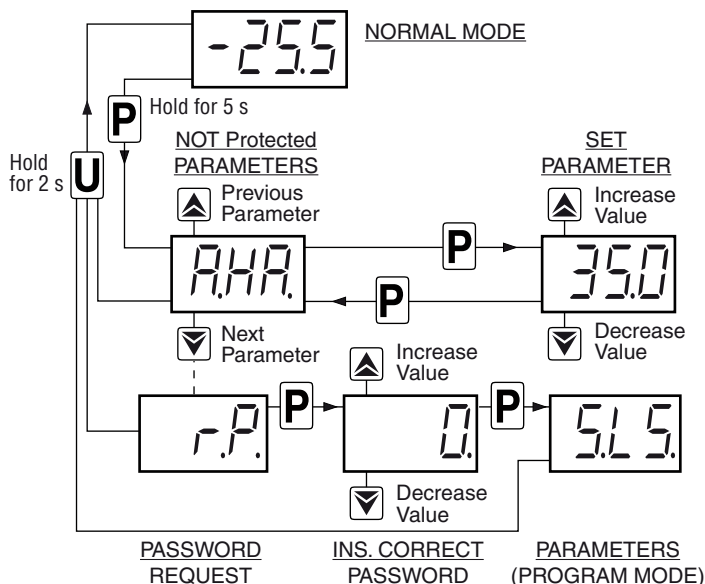 -25.5
NORMAL MODE
P
Hold for 5 s
Hold
for 2 s
U
NOT Protected
PARAMETERS
SET
PARAMETER
Previous
Parameter
Increase
Value
A.HA.
P
35.0
P
Next
Parameter
Increase
Value
Decrease
Value
r.P.
P
0.
P
S.L S.
Decrease
Value
PASSWORD
REQUEST
INS. CORRECT
PASSWORD
PARAMETERS
(PROGRAM MODE)